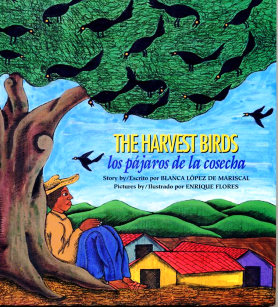 THE HARVEST BIRDS
los pájaros de la cosecha
Story by/Escrito por BLANCA LÓPEZ DE MARISCAL
Pictures by/Ilustrado por ENRIQUE FLORES